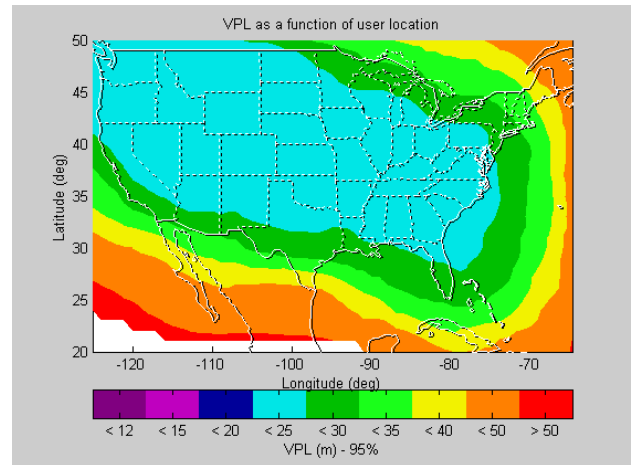 VPL as a function of user location
50
45
40
35
30
25
20
Latitude (deg)
-120 -110 -100 -90 -80 -70
Longitude (deg)
< 12 < 15 < 20 < 25 < 30 < 35 < 40 < 50 > 50
VPL (m) - 95%